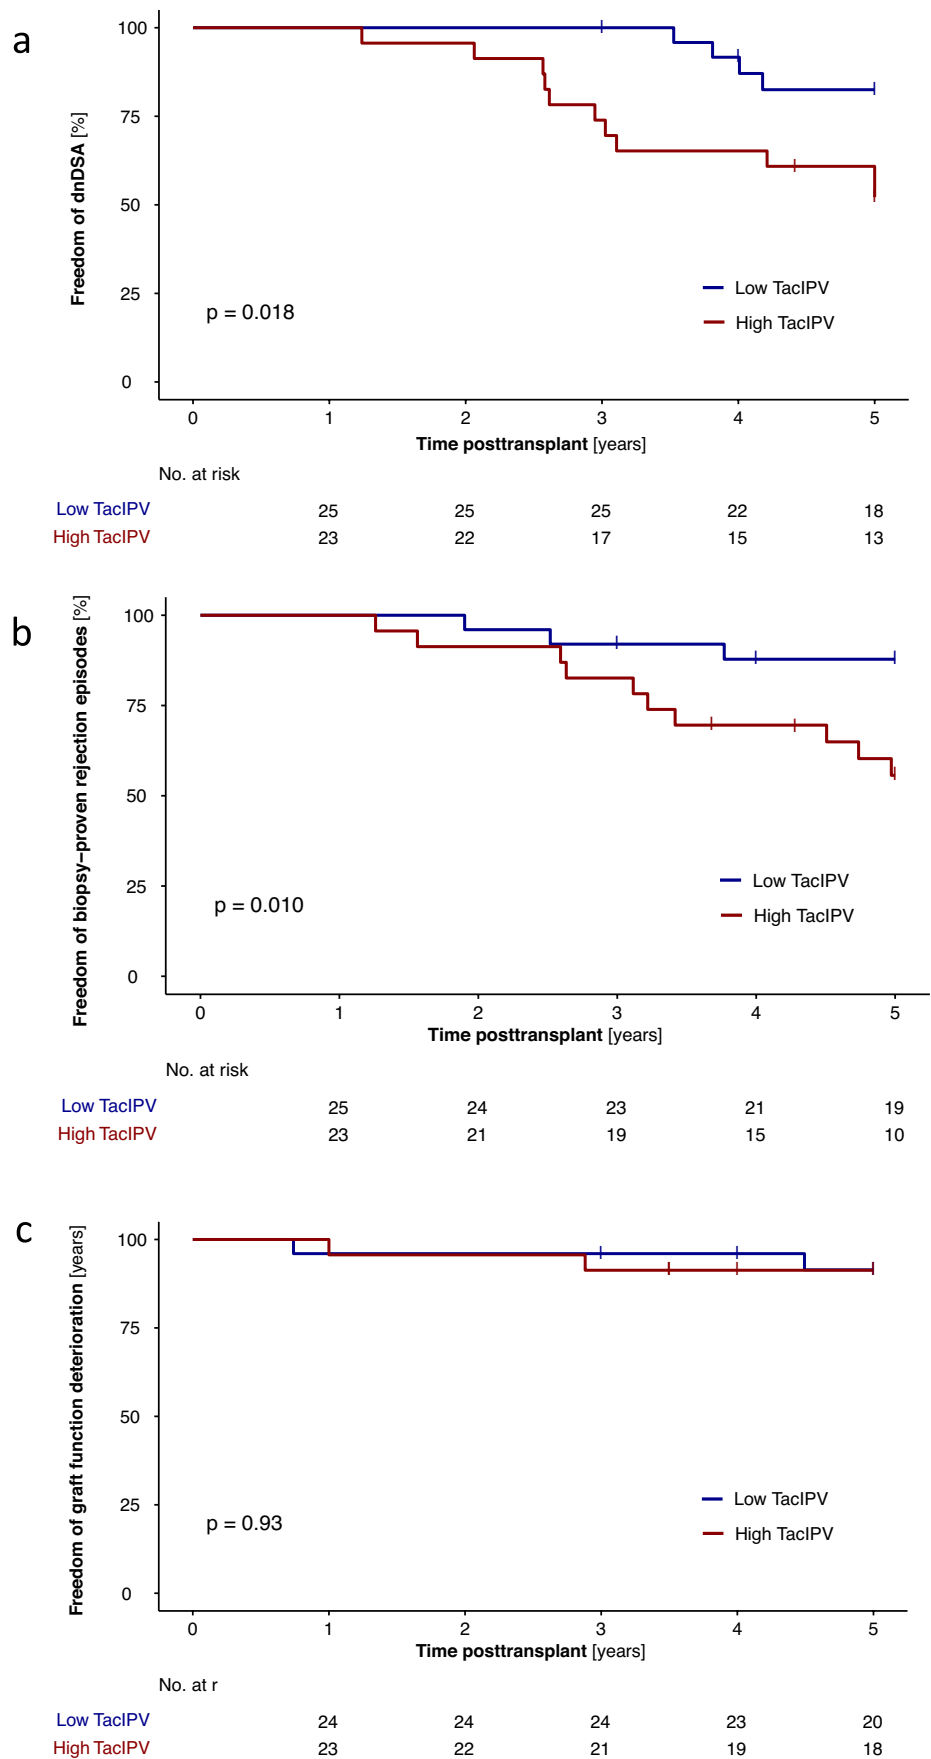 a
Freedom of dnDSA [%]
100
75
50
25
0
p = 0.018
Low TacIPV
High TacIPV
0 1 2 3 4 5
Time posttransplant [years]
No. at risk
Low TacIPV 25 25 25 22 18
High TacIPV 23 22 17 15 13
b
Freedom of biopsy–proven rejection episodes [%]
100
75
50
25
0
p = 0.010
Low TacIPV
High TacIPV
0 1 2 3 4 5
Time posttransplant [years]
No. at risk
Low TacIPV 25 24 23 21 19
High TacIPV 23 21 19 15 10
c
Freedom of graft function deterioration [years]
100
75
50
25
0
p = 0.93
Low TacIPV
High TacIPV
0 1 2 3 4 5
Time posttransplant [years]
No. at r
Low TacIPV 24 24 24 23 20
High TacIPV 23 22 21 19 18